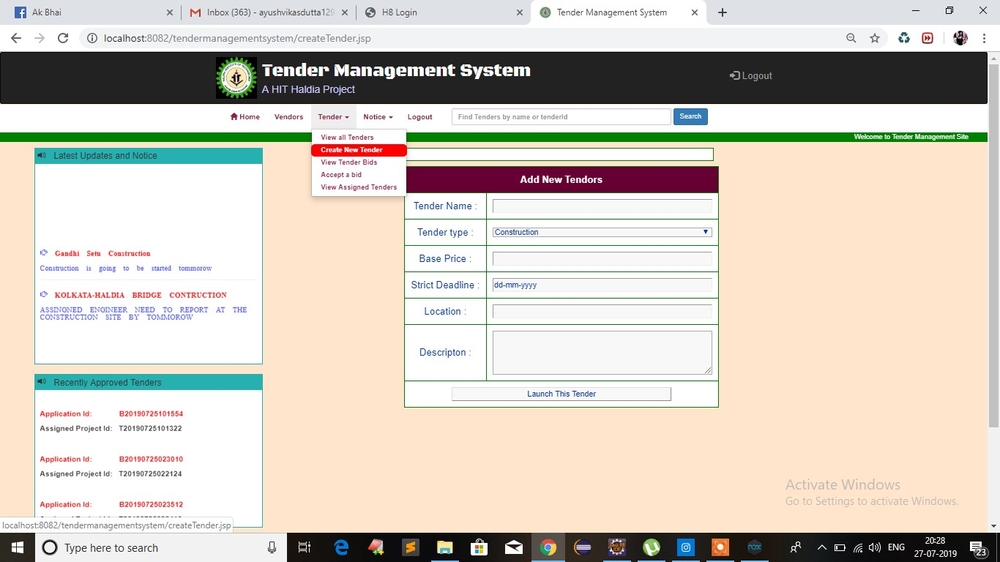 Ak Bhai
Inbox (363) - ayushvikasdutta129
H8 Login
Tender Management System
localhost:8082/tendermanagementsystem/createTender.jsp
Tender Management System
A HIT Haldia Project
Logout
Home Vendors Tender Notice Logout
Find Tenders by name or tenderId
Search
Welcome to Tender Management Site
View all Tenders
Create New Tender
View Tender Bids
Accept a bid
View Assigned Tenders
Latest Updates and Notice
Gandhi Setu Construction
Construction is going to be started tommorow
KOLKATA-HALDIA BRIDGE CONTRUCTION
ASSINGNED ENGINEER NEED TO REPORT AT THE
CONSTRUCTION SITE BY TOMMOROW
Recently Approved Tenders
Application Id: B20190725101554
Assigned Project Id: T20190725101322
Application Id: B20190725023010
Assigned Project Id: T20190725022124
Application Id: B20190725023512
Add New Tendors
Tender Name :
Tender type : Construction
Base Price :
Strict Deadline : dd-mm-yyyy
Location :
Descripton :
Launch This Tender
Activate Windows
Go to Settings to activate Windows.
localhost:8082/tendermanagementsystem/createTender.jsp
Type here to search
ENG
20:28
27-07-2019
23